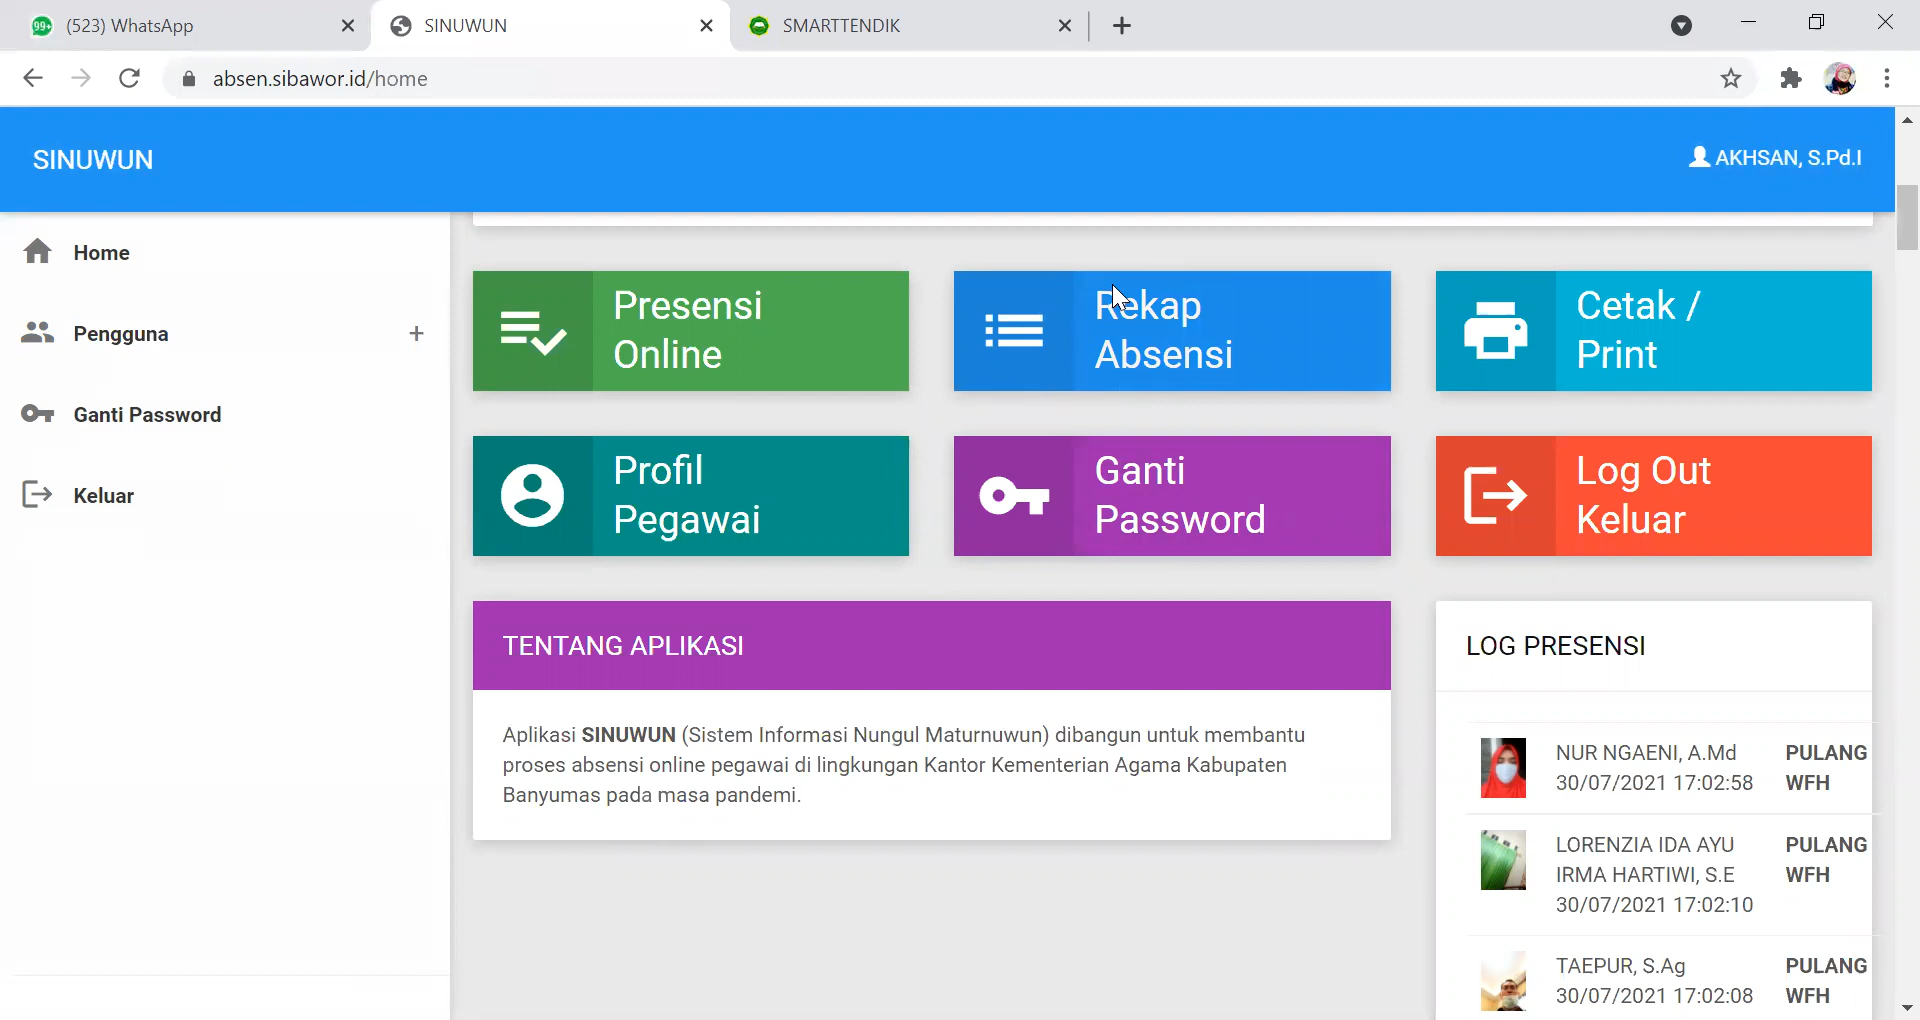 99+ (523) WhatsApp
SINUWUN
SMARTTENDIK
absen.sibawor.id/home
SINUWUN
AKHSAN, S.Pd.I
Home
Pengguna +
Ganti Password
Keluar
Presensi
Online
Rekap
Absensi
Cetak /
Print
Profil
Pegawai
Ganti
Password
Log Out
Keluar
TENTANG APLIKASI
Aplikasi SINUWUN (Sistem Informasi Nungul Maturnuwun) dibangun untuk membantu
proses absensi online pegawai di lingkungan Kantor Kementerian Agama Kabupaten
Banyumas pada masa pandemi.
LOG PRESENSI
NUR NGAENI, A.Md PULANG
30/07/2021 17:02:58 WFH
LORENZIA IDA AYU PULANG
IRMA HARTIWI, S.E WFH
30/07/2021 17:02:10
TAEPUR, S.Ag PULANG
30/07/2021 17:02:08 WFH